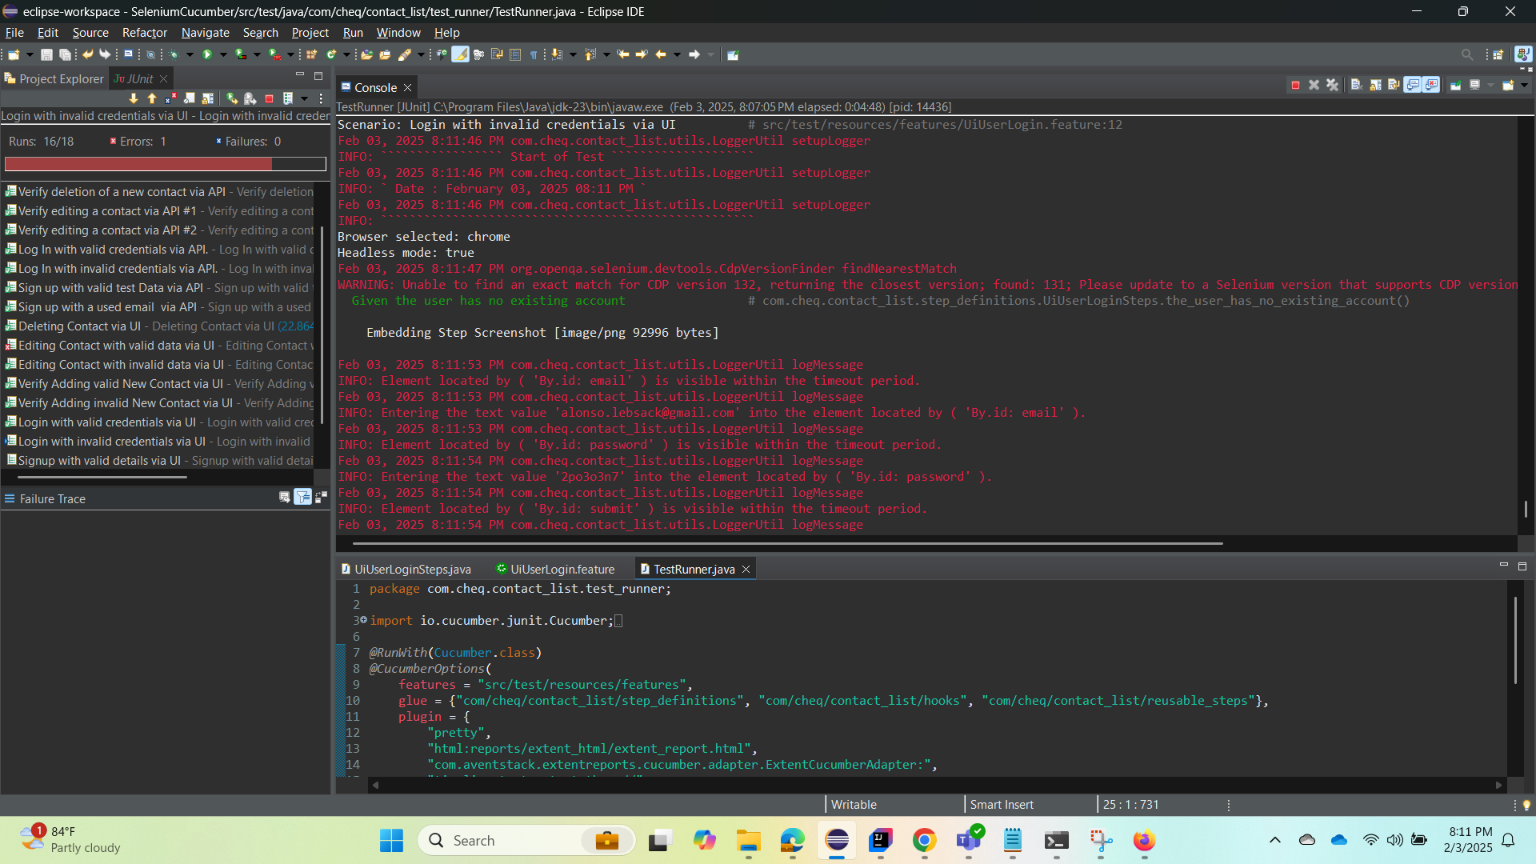 eclipse-workspace - SeleniumCucumber/src/test/java/com/cheq/contact_list/test_runner/TestRunner.java - Eclipse IDE
File Edit Source Refactor Navigate Search Project Run Window Help
Project Explorer JUnit
Login with invalid credentials via UI - Login with invalid creder
Runs: 16/18 Errors: 1 Failures: 0
Verify deletion of a new contact via API - Verify deletion
Verify editing a contact via API #1 - Verify editing a cont
Verify editing a contact via API #2 - Verify editing a cont
Log In with valid credentials via API. - Log In with valid c
Log In with invalid credentials via API. - Log In with inva
Sign up with valid test Data via API - Sign up with valid
Sign up with a used email via API - Sign up with a used
Deleting Contact via UI - Deleting Contact via UI (22.864
Editing Contact with valid data via UI - Editing Contact
Editing Contact with invalid data via UI - Editing Contac
Verify Adding valid New Contact via UI - Verify Adding v
Verify Adding invalid New Contact via UI - Verify Adding
Login with valid credentials via UI - Login with valid cred
Login with invalid credentials via UI - Login with invalid
Signup with valid details via UI - Signup with valid detai
Failure Trace
Console
TestRunner [JUnit] C:\Program Files\Java\jdk-23\bin\javaw.exe (Feb 3, 2025, 8:07:05 PM elapsed: 0:04:48) [pid: 14436]
Scenario: Login with invalid credentials via UI # src/test/resources/features/UiUserLogin.feature:12
Feb 03, 2025 8:11:46 PM com.cheq.contact_list.utils.LoggerUtil setupLogger
INFO: ````````````````` Start of Test ````````````````````
Feb 03, 2025 8:11:46 PM com.cheq.contact_list.utils.LoggerUtil setupLogger
INFO: ` Date : February 03, 2025 08:11 PM `
Feb 03, 2025 8:11:46 PM com.cheq.contact_list.utils.LoggerUtil setupLogger
INFO: ````````````````````````````````````````````````````
Browser selected: chrome
Headless mode: true
Feb 03, 2025 8:11:47 PM org.openqa.selenium.devtools.CdpVersionFinder findNearestMatch
WARNING: Unable to find an exact match for CDP version 132, returning the closest version; found: 131; Please update to a Selenium version that supports CDP version
Given the user has no existing account # com.cheq.contact_list.step_definitions.UiUserLoginSteps.the_user_has_no_existing_account()
Embedding Step Screenshot [image/png 92996 bytes]
Feb 03, 2025 8:11:53 PM com.cheq.contact_list.utils.LoggerUtil logMessage
INFO: Element located by ( 'By.id: email' ) is visible within the timeout period.
Feb 03, 2025 8:11:53 PM com.cheq.contact_list.utils.LoggerUtil logMessage
INFO: Entering the text value 'alonso.lebsack@gmail.com' into the element located by ( 'By.id: email' ).
Feb 03, 2025 8:11:53 PM com.cheq.contact_list.utils.LoggerUtil logMessage
INFO: Element located by ( 'By.id: password' ) is visible within the timeout period.
Feb 03, 2025 8:11:54 PM com.cheq.contact_list.utils.LoggerUtil logMessage
INFO: Entering the text value '2po3o3n7' into the element located by ( 'By.id: password' ).
Feb 03, 2025 8:11:54 PM com.cheq.contact_list.utils.LoggerUtil logMessage
INFO: Element located by ( 'By.id: submit' ) is visible within the timeout period.
Feb 03, 2025 8:11:54 PM com.cheq.contact_list.utils.LoggerUtil logMessage
UiUserLoginSteps.java UiUserLogin.feature TestRunner.java
1 package com.cheq.contact_list.test_runner;
2
3 import io.cucumber.junit.Cucumber;
6
7 @RunWith(Cucumber.class)
8 @CucumberOptions(
9 features = "src/test/resources/features",
10 glue = {"com/cheq/contact_list/step_definitions", "com/cheq/contact_list/hooks", "com/cheq/contact_list/reusable_steps"},
11 plugin = {
12 "pretty",
13 "html:reports/extent_html/extent_report.html",
14 "com.aventstack.extentreports.cucumber.adapter.ExtentCucumberAdapter:",
Writable Smart Insert 25 : 1 : 731
1
84°F
Partly cloudy
Search
8:11 PM
2/3/2025